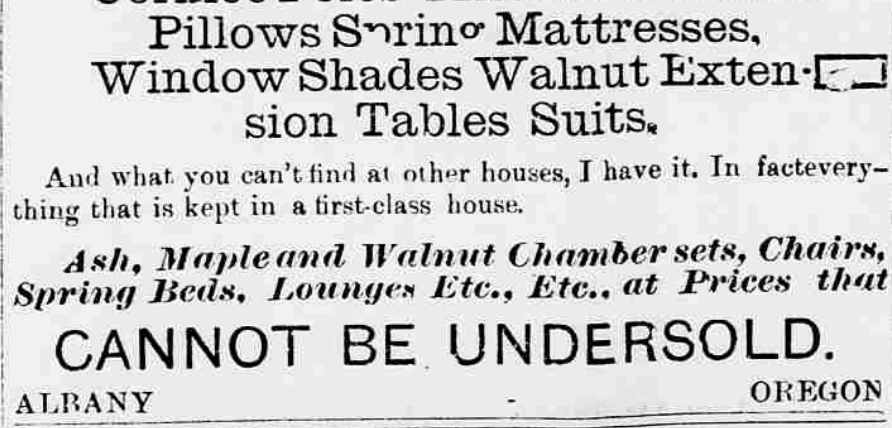 Pillows Spring Mattresses,
Window Shades Walnut Exten-
sion Tables Suits.
And what you can't find at other houses, I have it. In factevery-
thing that is kept in a first-class house.
Ash, Maple and Walnut Chamber sets, Chairs,
Spring Beds, Lounges Etc., Etc., at Prices that
CANNOT BE UNDERSOLD.
ALBANY - OREGON